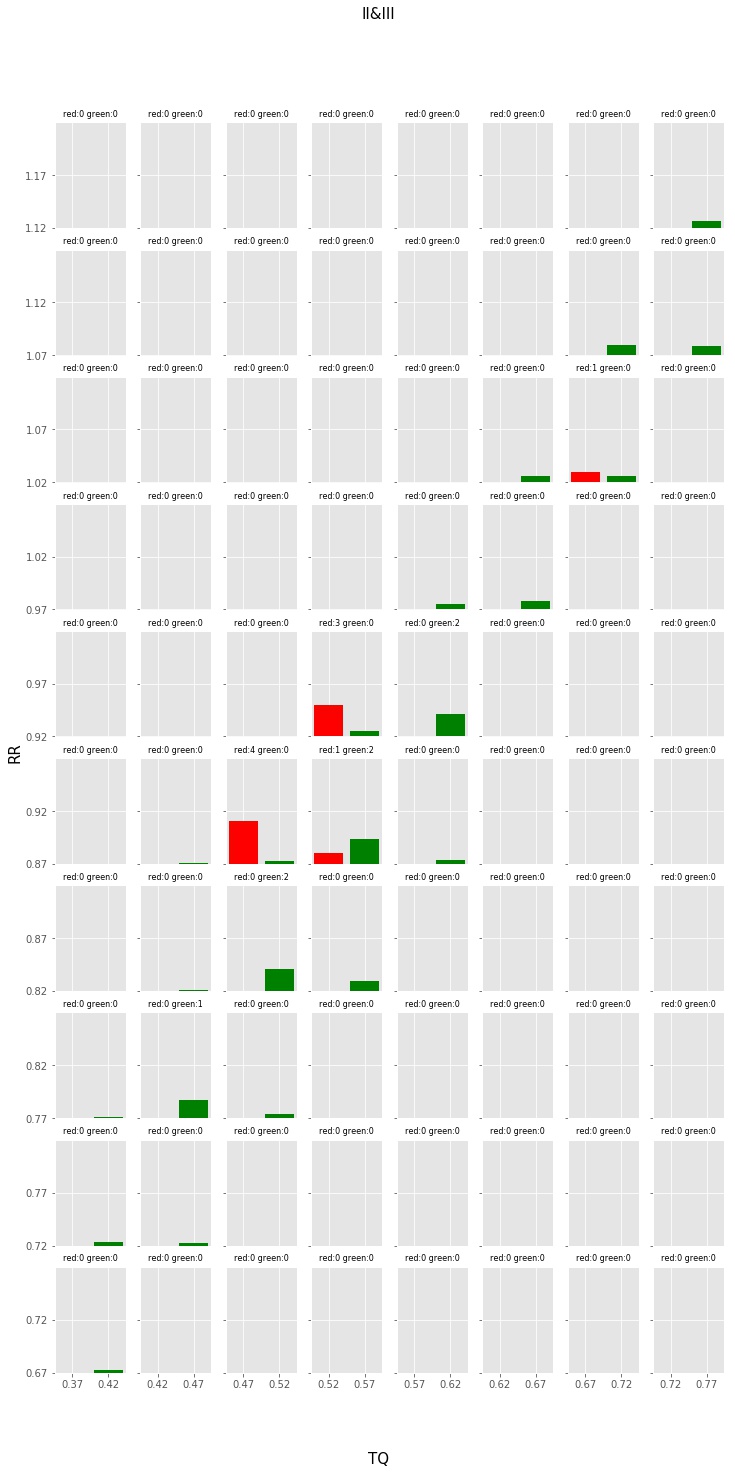 II&III
red:0 green:0 red:0 green:0 red:0 green:0 red:0 green:0 red:0 green:0 red:0 green:0 red:0 green:0 red:0 green:0
1.17
1.12
red:0 green:0 red:0 green:0 red:0 green:0 red:0 green:0 red:0 green:0 red:0 green:0 red:0 green:0 red:0 green:0
1.12
1.07
red:0 green:0 red:0 green:0 red:0 green:0 red:0 green:0 red:0 green:0 red:0 green:0 red:1 green:0 red:0 green:0
1.07
1.02
red:0 green:0 red:0 green:0 red:0 green:0 red:0 green:0 red:0 green:0 red:0 green:0 red:0 green:0 red:0 green:0
1.02
0.97
red:0 green:0 red:0 green:0 red:0 green:0 red:3 green:0 red:0 green:2 red:0 green:0 red:0 green:0 red:0 green:0
0.97
0.92
RR
red:0 green:0 red:0 green:0 red:4 green:0 red:1 green:2 red:0 green:0 red:0 green:0 red:0 green:0 red:0 green:0
0.92
0.87
red:0 green:0 red:0 green:0 red:0 green:2 red:0 green:0 red:0 green:0 red:0 green:0 red:0 green:0 red:0 green:0
0.87
0.82
red:0 green:0 red:0 green:1 red:0 green:0 red:0 green:0 red:0 green:0 red:0 green:0 red:0 green:0 red:0 green:0
0.82
0.77
red:0 green:0 red:0 green:0 red:0 green:0 red:0 green:0 red:0 green:0 red:0 green:0 red:0 green:0 red:0 green:0
0.77
0.72
red:0 green:0 red:0 green:0 red:0 green:0 red:0 green:0 red:0 green:0 red:0 green:0 red:0 green:0 red:0 green:0
0.72
0.67
0.37 0.42 0.42 0.47 0.47 0.52 0.52 0.57 0.57 0.62 0.62 0.67 0.67 0.72 0.72 0.77
TQ